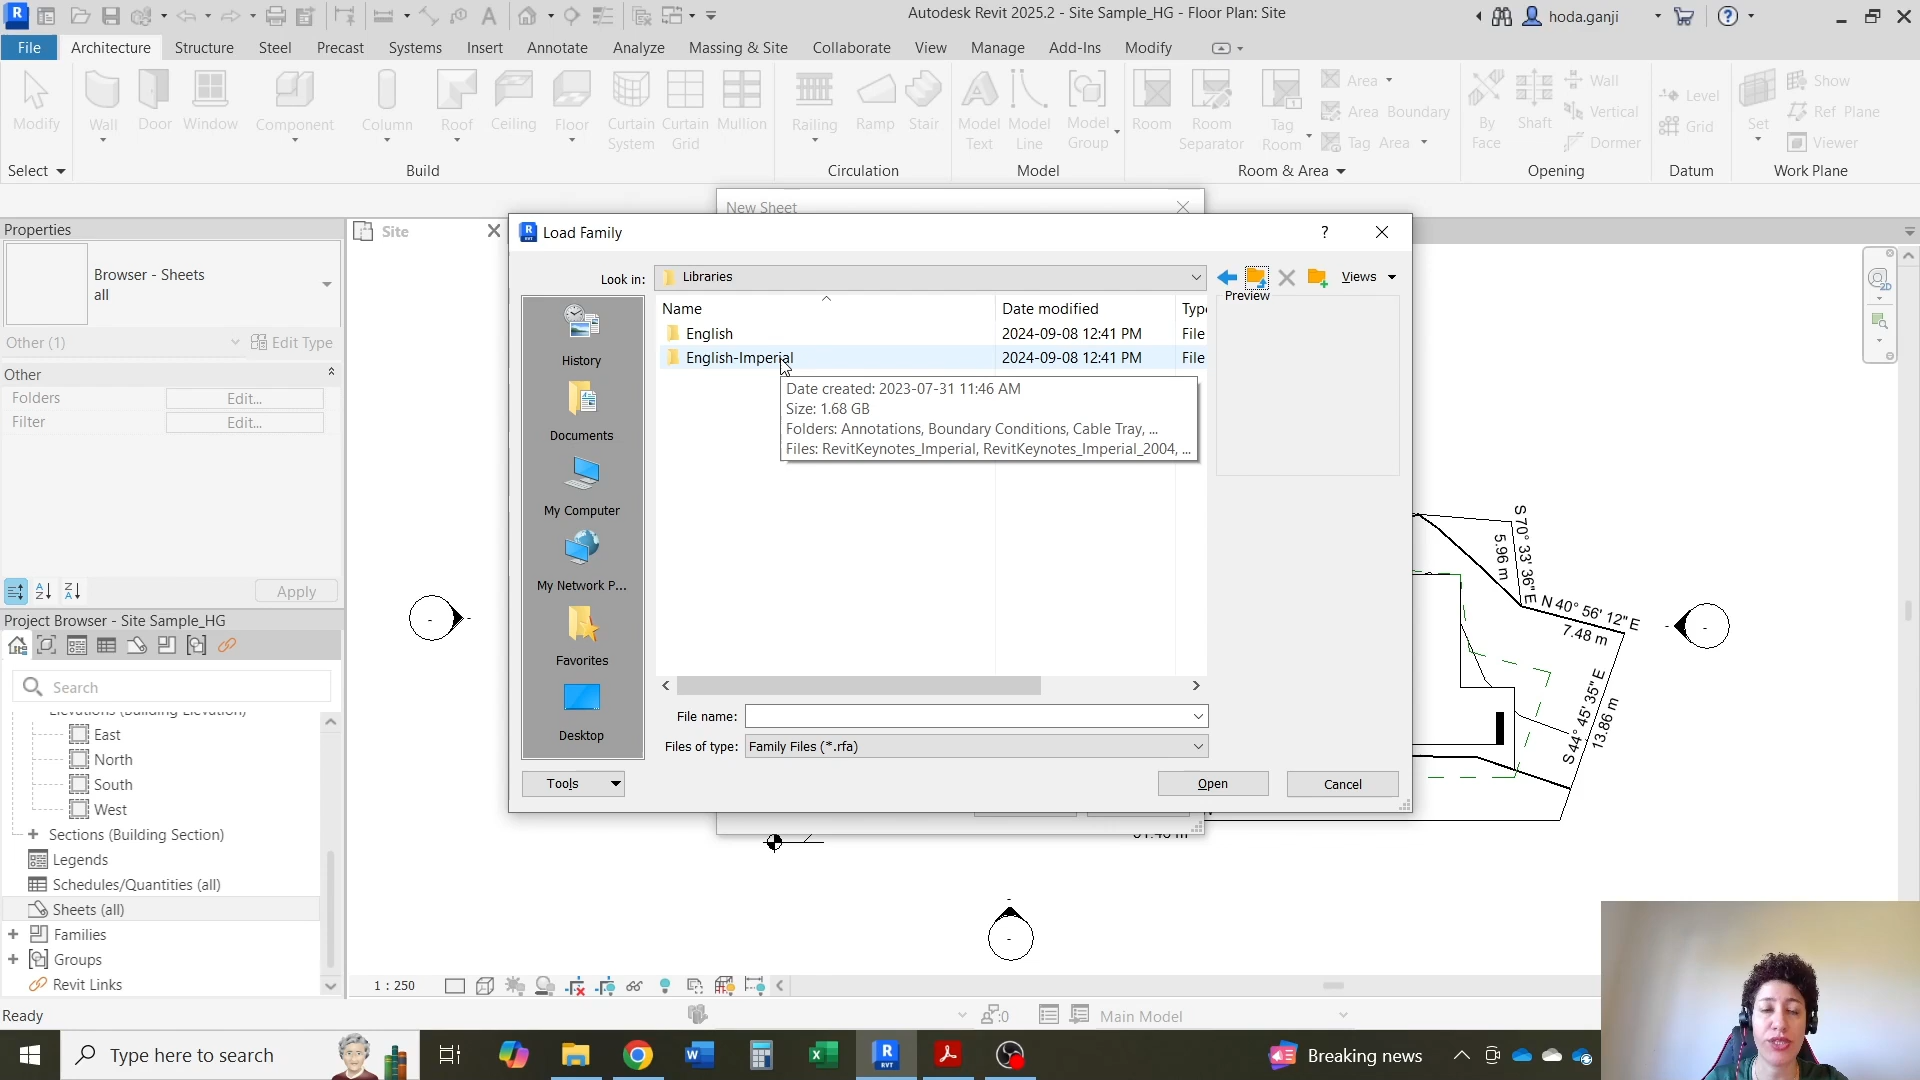 Autodesk Revit 2025.2 - Site Sample_HG - Floor Plan: Site
hoda.ganji
File
Architecture
Structure
Steel
Precast
Systems
Insert
Annotate
Analyze
Massing & Site
Collaborate
View
Manage
Add-Ins
Modify
Modify
Wall
Door
Window
Component
Column
Roof
Ceiling
Floor
Curtain System
Curtain Grid
Mullion
Railing
Ramp
Stair
Model Text
Model Line
Model Group
Room
Room Separator
Tag Room
Area
Area Boundary
Tag Area
By Face
Shaft
Wall
Vertical
Dormer
Level
Grid
Set
Show
Ref Plane
Viewer
Select
Build
Circulation
Model
Room & Area
Opening
Datum
Work Plane
New Sheet
Properties
Browser - Sheets
all
Other (1)
Edit Type
Other
Folders
Edit...
Filter
Edit...
Apply
Project Browser - Site Sample_HG
Search
Elevations (Building Elevation)
East
North
South
West
Sections (Building Section)
Legends
Schedules/Quantities (all)
Sheets (all)
Families
Groups
Revit Links
Site
Load Family
?
Look in:
Libraries
Views
Preview
Name
Date modified
Type
English
2024-09-08 12:41 PM
File
English-Imperial
2024-09-08 12:41 PM
File
Date created: 2023-07-31 11:46 AM
Size: 1.68 GB
Folders: Annotations, Boundary Conditions, Cable Tray, ...
Files: RevitKeynotes_Imperial, RevitKeynotes_Imperial_2004, ...
History
Documents
My Computer
My Network P...
Favorites
Desktop
File name:
Files of type:
Family Files (*.rfa)
Tools
Open
Cancel
S 70° 33' 36" E
5.96 m
N 40° 56' 12" E
7.48 m
S 44° 45' 35" E
13.86 m
1 : 250
Ready
:0
Main Model
Type here to search
Breaking news